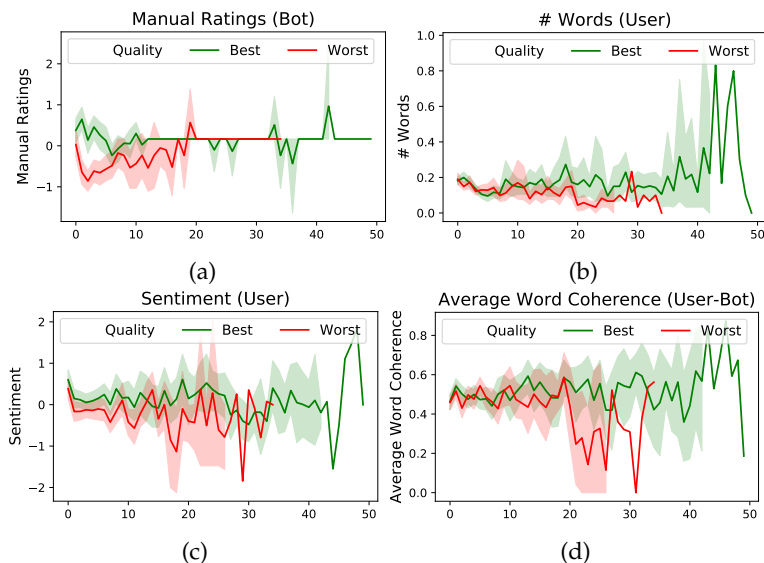 Manual Ratings (Bot)
Quality Best Worst
Manual Ratings
2
1
0
−1
0 10 20 30 40 50
(a)
# Words (User)
Quality Best Worst
# Words
1.0
0.8
0.6
0.4
0.2
0.0
0 10 20 30 40 50
(b)
Sentiment (User)
Quality Best Worst
Sentiment
2
1
0
−1
−2
0 10 20 30 40 50
(c)
Average Word Coherence (User-Bot)
Quality Best Worst
Average Word Coherence
0.8
0.6
0.4
0.2
0.0
0 10 20 30 40 50
(d)